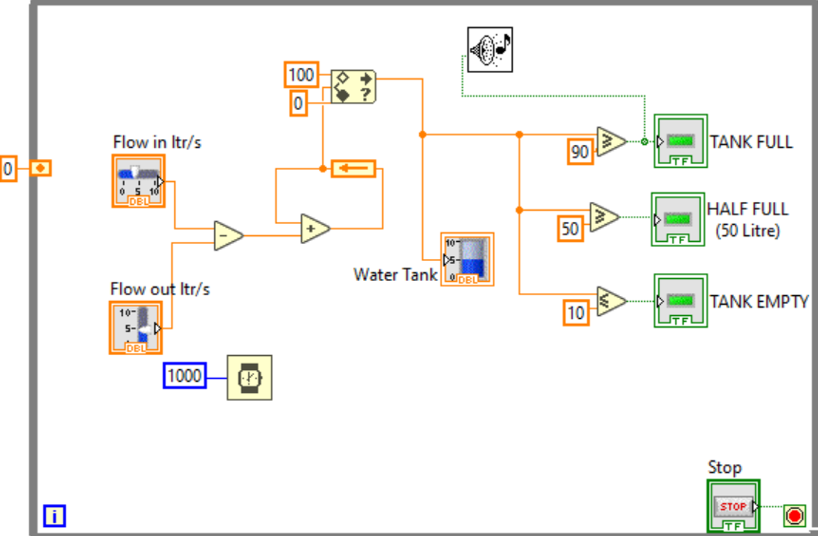 100
0
90
TANK FULL
Flow in ltr/s
0
0 5 10
DBL
TF
50
HALF FULL
(50 Litre)
TF
Water Tank
10
5
0
DBL
Flow out ltr/s
10
5
DBL
10
TANK EMPTY
TF
1000
Stop
STOP
TF
i